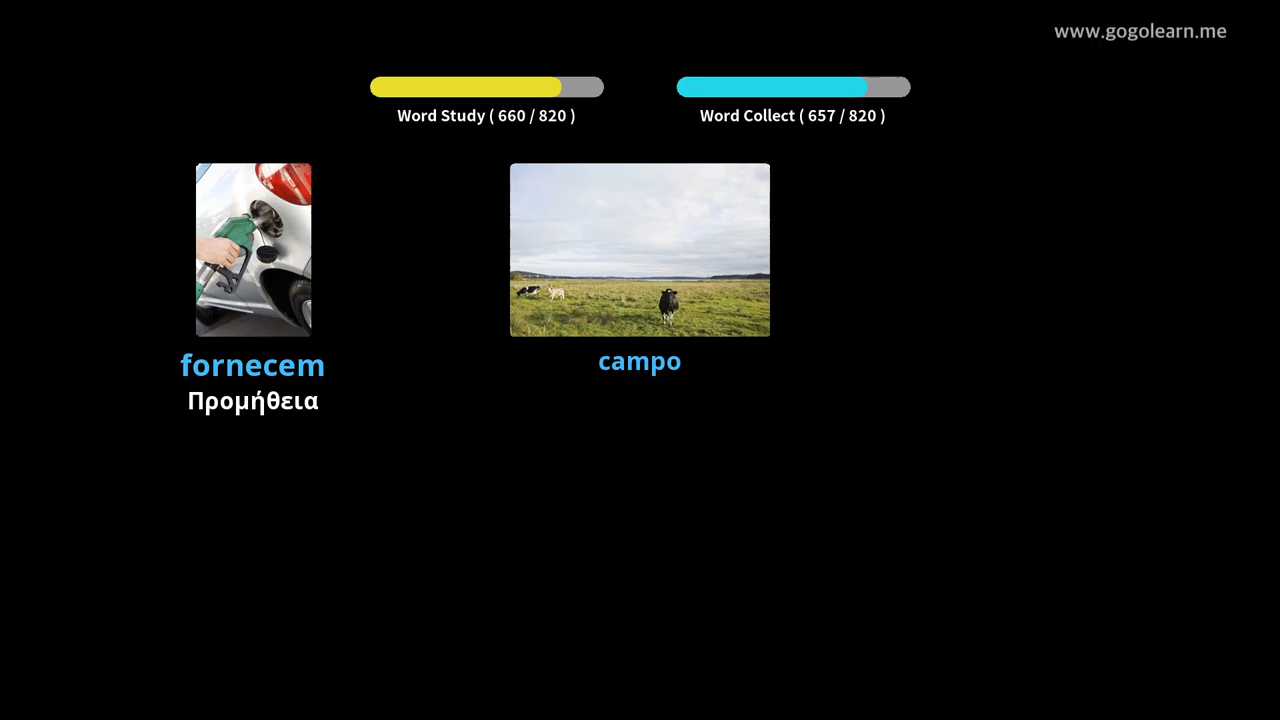 www.gogolearn.me
Word Study ( 660 / 820 )
Word Collect ( 657 / 820 )
fornecem
Προμήθεια
campo